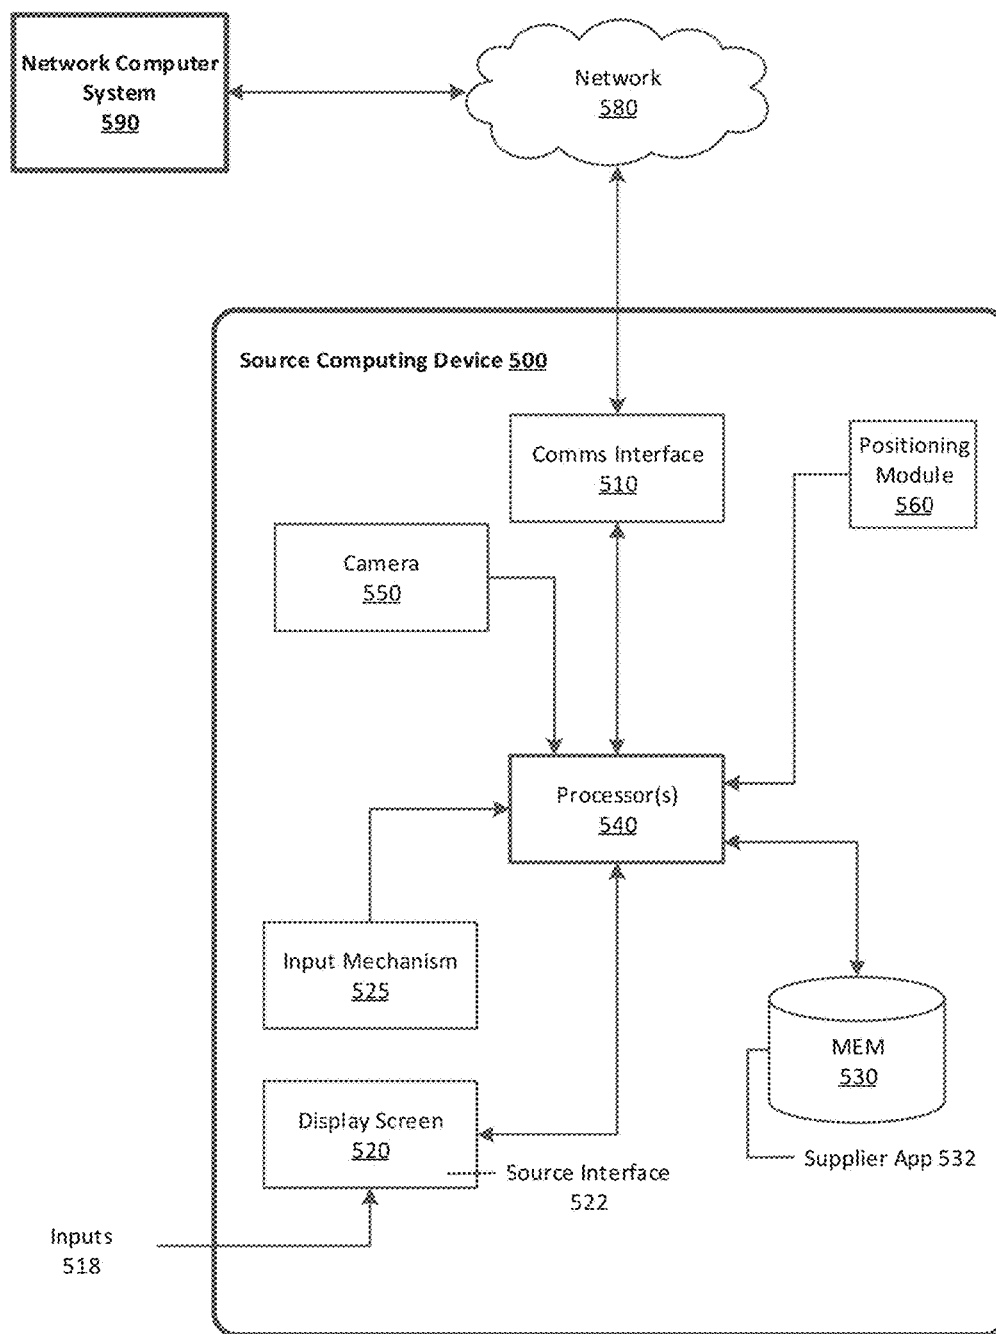 Network Computer
System
590
Network
580
Source Computing Device 500
Comms Interface
510
Positioning
Module
560
Camera
550
Processor(s)
540
Input Mechanism
525
MEM
530
Display Screen
520
Supplier App 532
Source Interface
522
Inputs
518